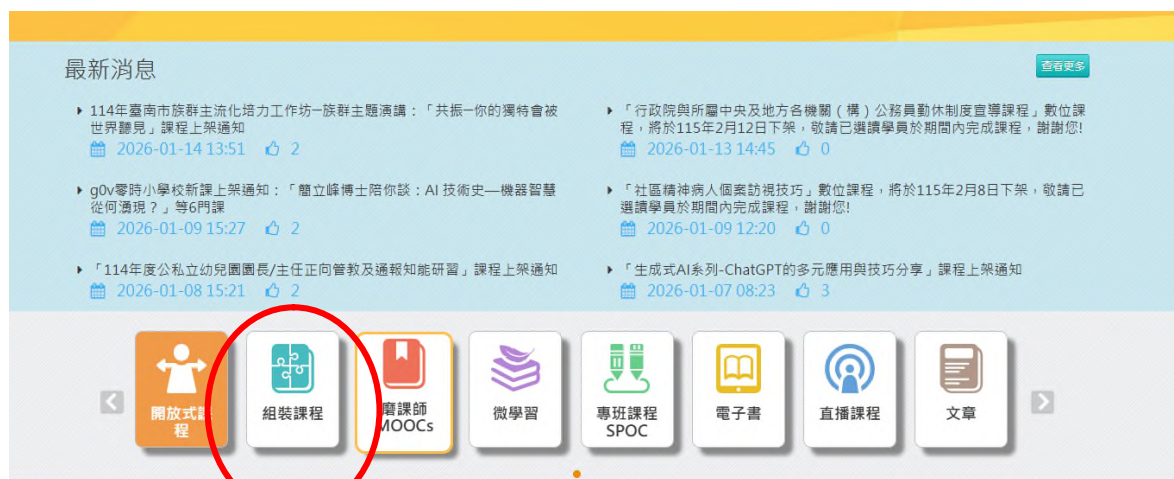 最新消息
查看更多
114年臺南市族群主流化培力工作坊─族群主題演講：「共振─你的獨特會被
世界聽見」課程上架通知
2026-01-14 13:51 2
g0v零時小學校新課上架通知：「簡立峰博士陪你談：AI 技術史—機器智慧
從何湧現？」等6門課
2026-01-09 15:27 2
「114年度公私立幼兒園園長/主任正向管教及通報知能研習」課程上架通知
2026-01-08 15:21 2
「行政院與所屬中央及地方各機關（構）公務員勤休制度宣導課程」數位課
程，將於115年2月12日下架，敬請已選讀學員於期間內完成課程，謝謝您!
2026-01-13 14:45 0
「社區精神病人個案訪視技巧」數位課程，將於115年2月8日下架，敬請已
選讀學員於期間內完成課程，謝謝您!
2026-01-09 12:20 0
「生成式AI系列-ChatGPT的多元應用與技巧分享」課程上架通知
2026-01-07 08:23 3
開放式課
程
組裝課程
磨課師
MOOCs
微學習
專班課程
SPOC
電子書
直播課程
文章